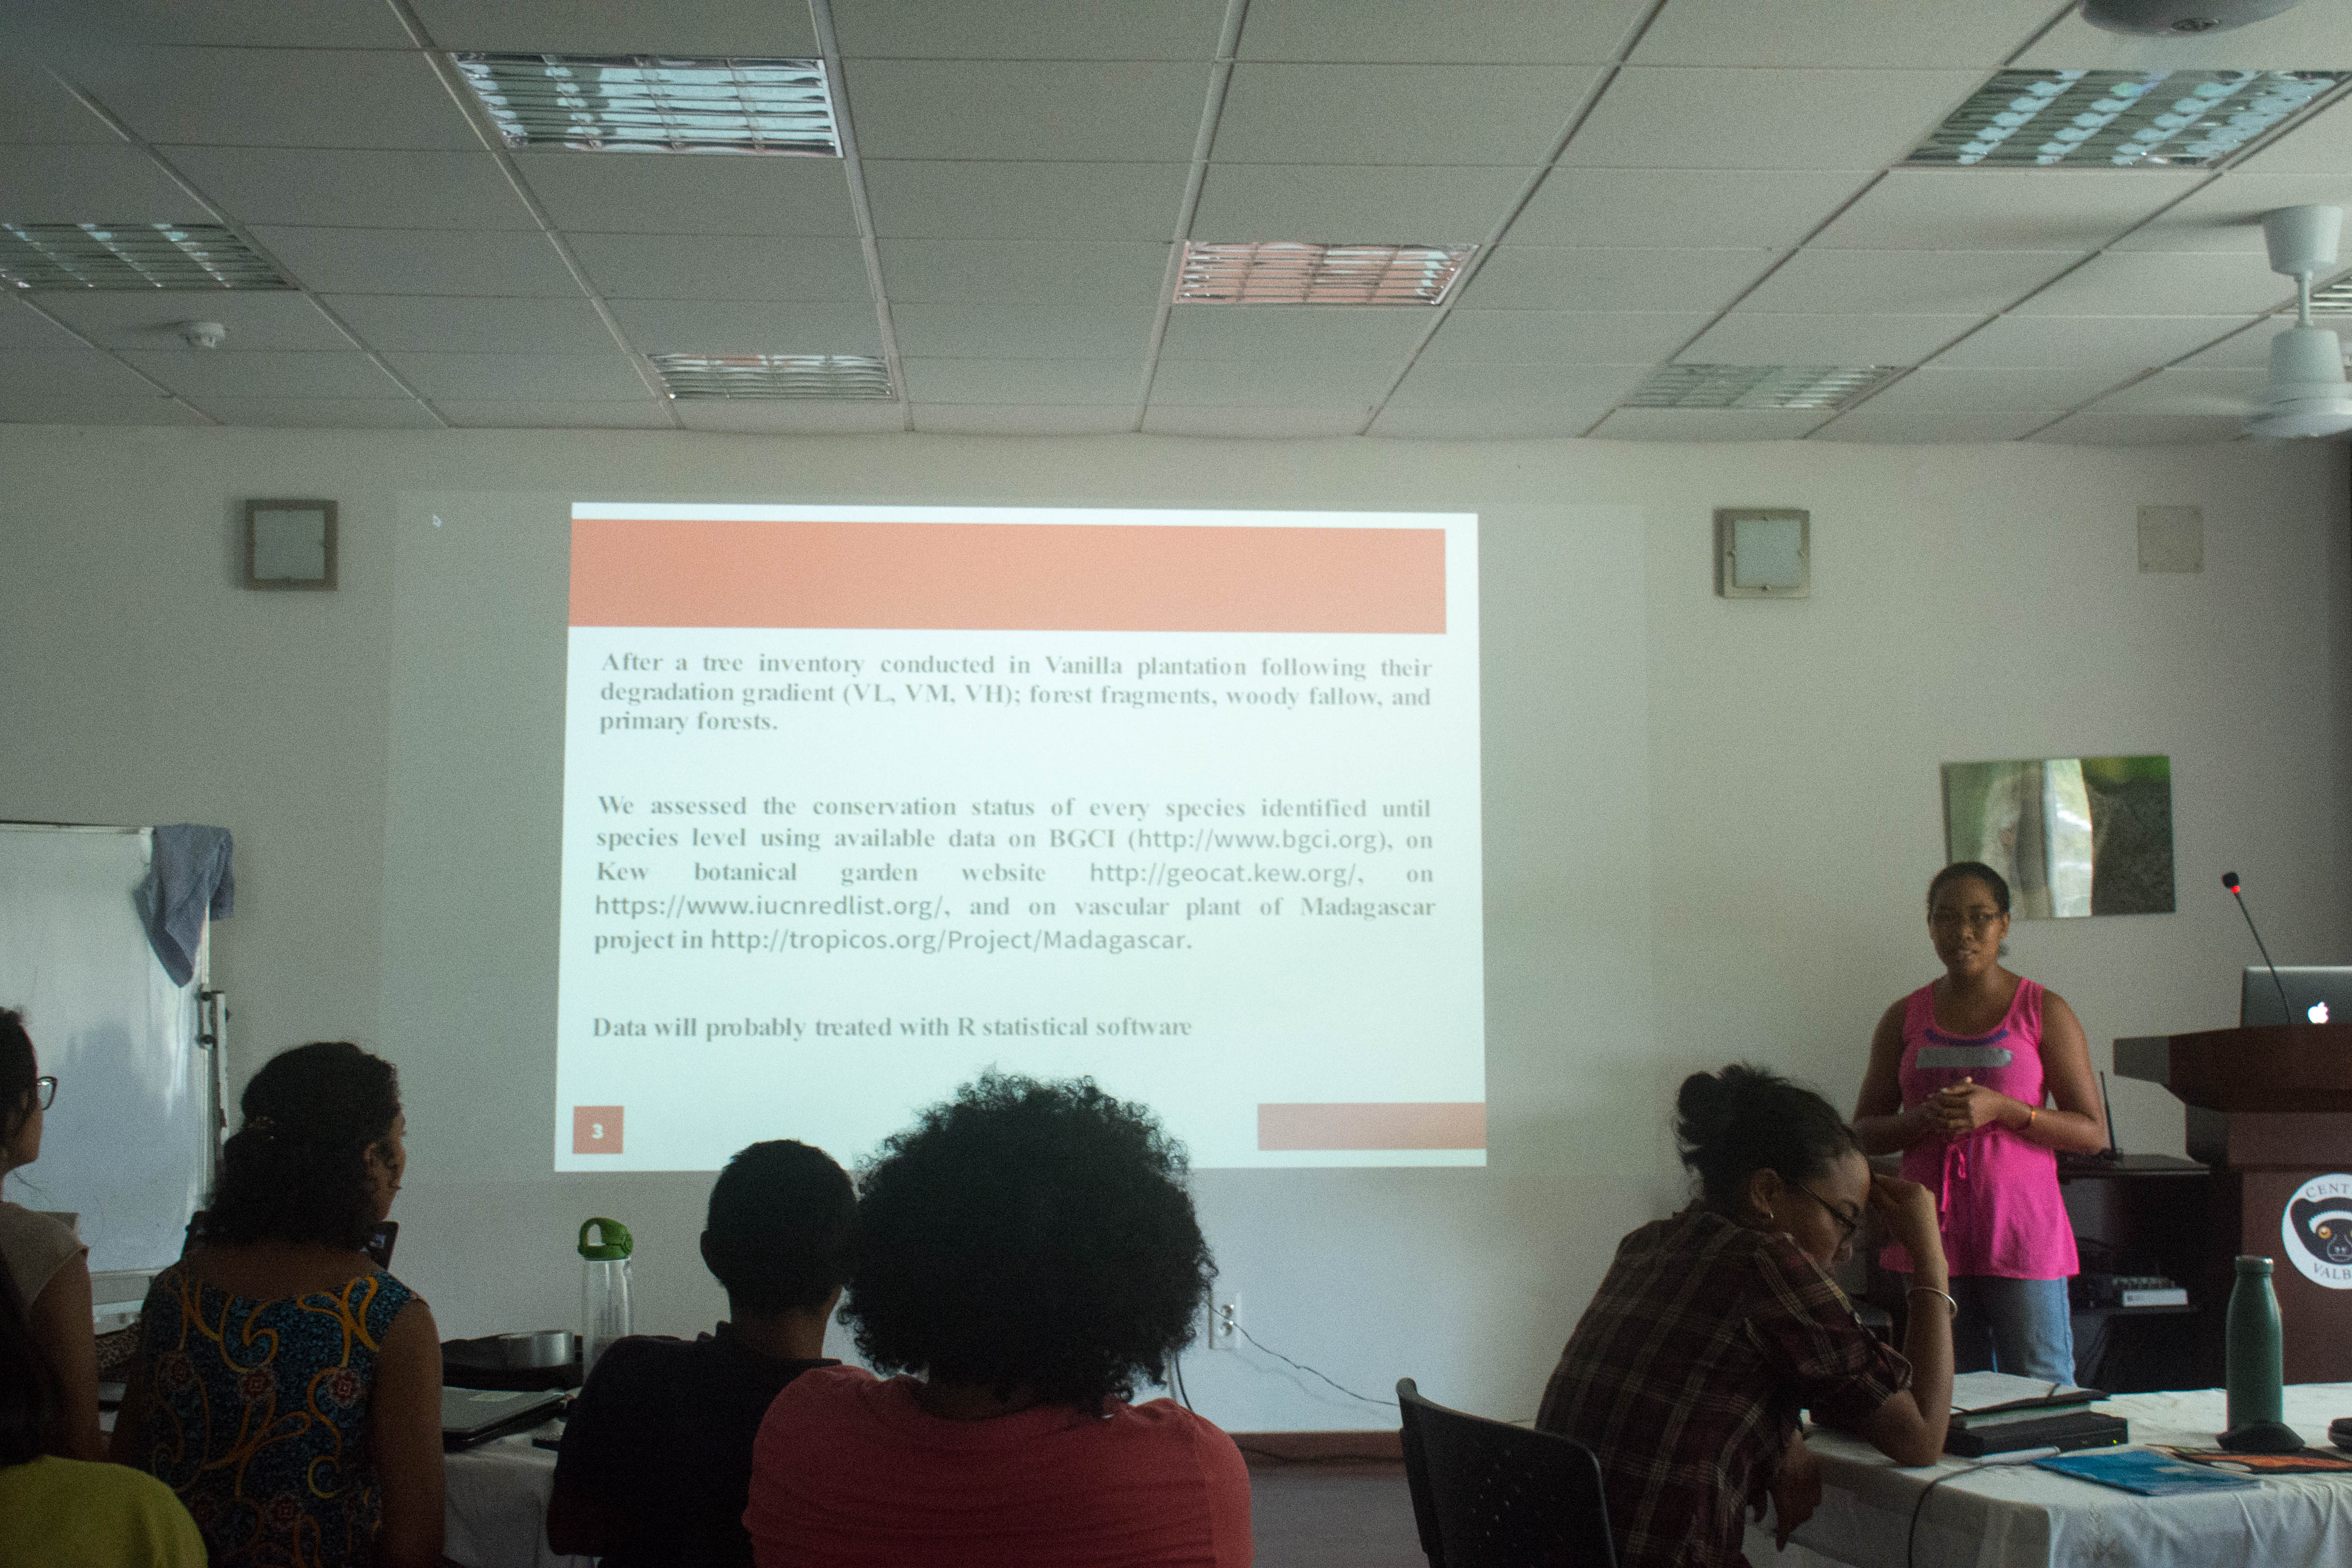 After a tree inventory conducted in Vanilla plantation following their
degradation gradient (VL, VM, VH); forest fragments, woody fallow, and
primary forests.
We assessed the conservation status of every species identified until
species level using available data on BGCI (http://www.bgci.org), on
Kew botanical garden website http://geocat.kew.org/, on
https://www.iucnredlist.org/, and on vascular plant of Madagascar
project in http://tropicos.org/Project/Madagascar.
Data will probably treated with R statistical software
3
CENT
VALB